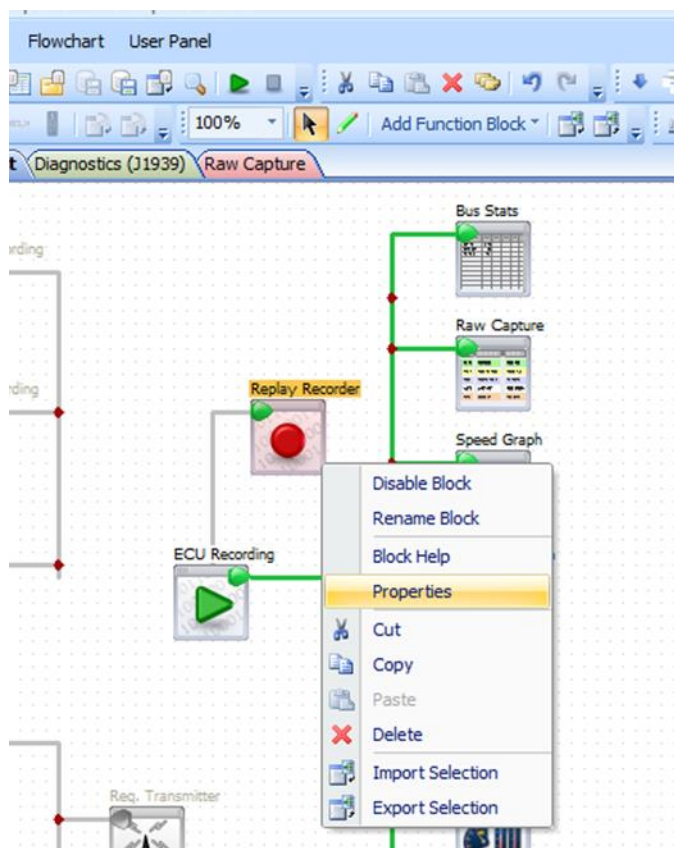 Flowchart User Panel
100% Add Function Block
Diagnostics (J1939) Raw Capture
Bus Stats
Raw Capture
Replay Recorder
Speed Graph
Disable Block
Rename Block
ECU Recording
Block Help
Properties
Cut
Copy
Paste
Delete
Import Selection
Req. Transmitter
Export Selection